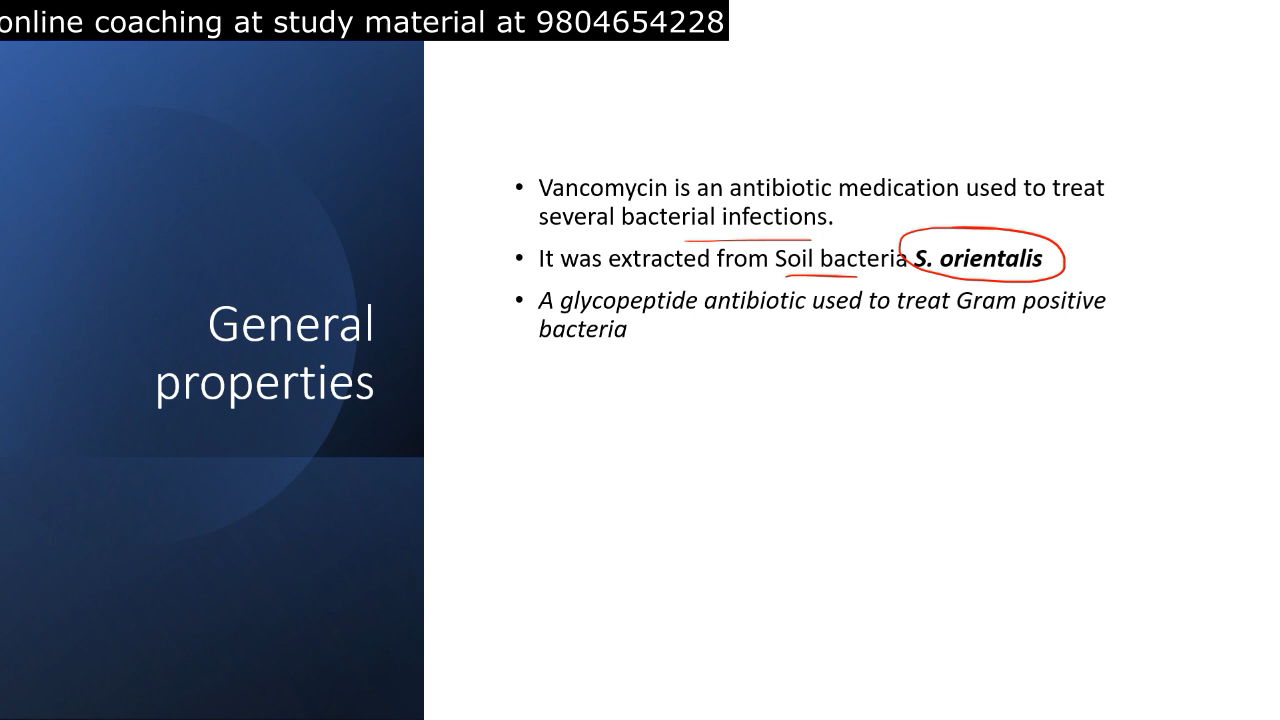 online coaching at study material at 9804654228
General
properties
• Vancomycin is an antibiotic medication used to treat
several bacterial infections.
• It was extracted from Soil bacteria S. orientalis
• A glycopeptide antibiotic used to treat Gram positive
bacteria